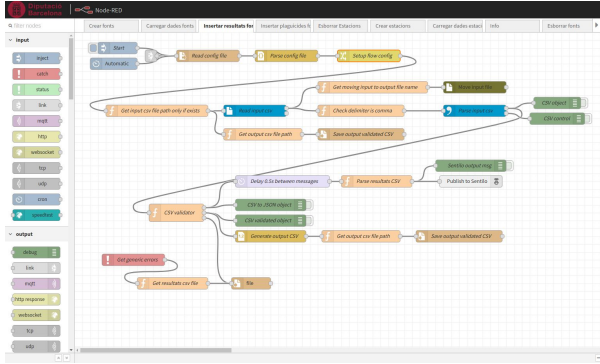 Diputació Barcelona
Node-RED
filter nodes
Crear fonts
Carregar dades fonts
Insertar resultats fo
Insertar plaguicides f
Esborrar Estacions
Crear estacions
Carregar dades estaci
Info
Esborrar fonts
input
inject
catch
status
link
mqtt
http
websocket
tcp
udp
cron
speedtest
output
debug
link
mqtt
http response
websocket
tcp
udp
Start
Automatic
Read config file
Parse config file
Setup flow config
Get moving input to output file name
Move input file
Get input csv file path only if exists
Read input csv
Check delimiter is comma
Parse input csv
CSV object
CSV control
Get output csv file path
Save output validated CSV
Sentilo output msg
Delay 0.5s between messages
Parse resultats CSV
Publish to Sentilo
CSV validator
CSV to JSON object
CSV validated object
Generate output CSV
Get output csv file path
Save output validated CSV
Get generic errors
Get resultats csv file
file